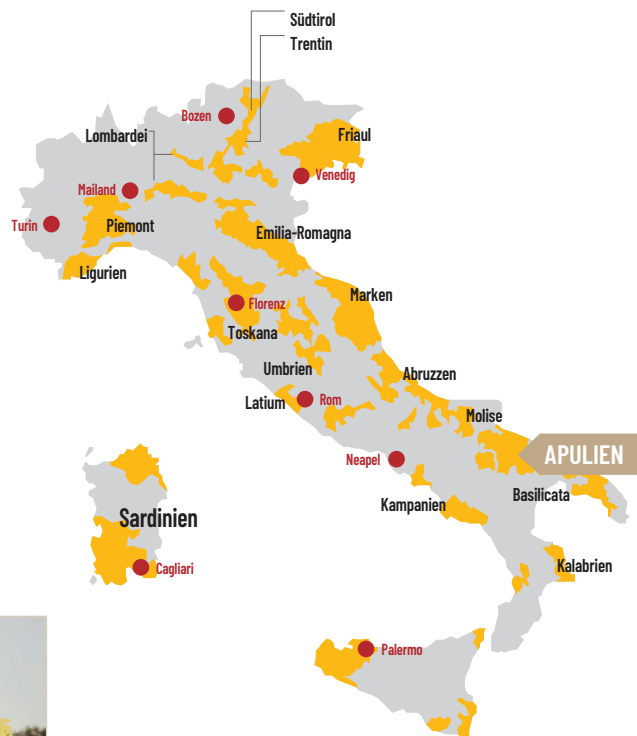 Südtirol
Trentin
Bozen
Lombardei
Friaul
Venedig
Mailand
Turin
Piemont
Emilia-Romagna
Ligurien
Marken
Florenz
Toskana
Umbrien
Abruzzen
Latium
Rom
Molise
APULIEN
Neapel
Basilicata
Kampanien
Sardinien
Kalabrien
Cagliari
Palermo